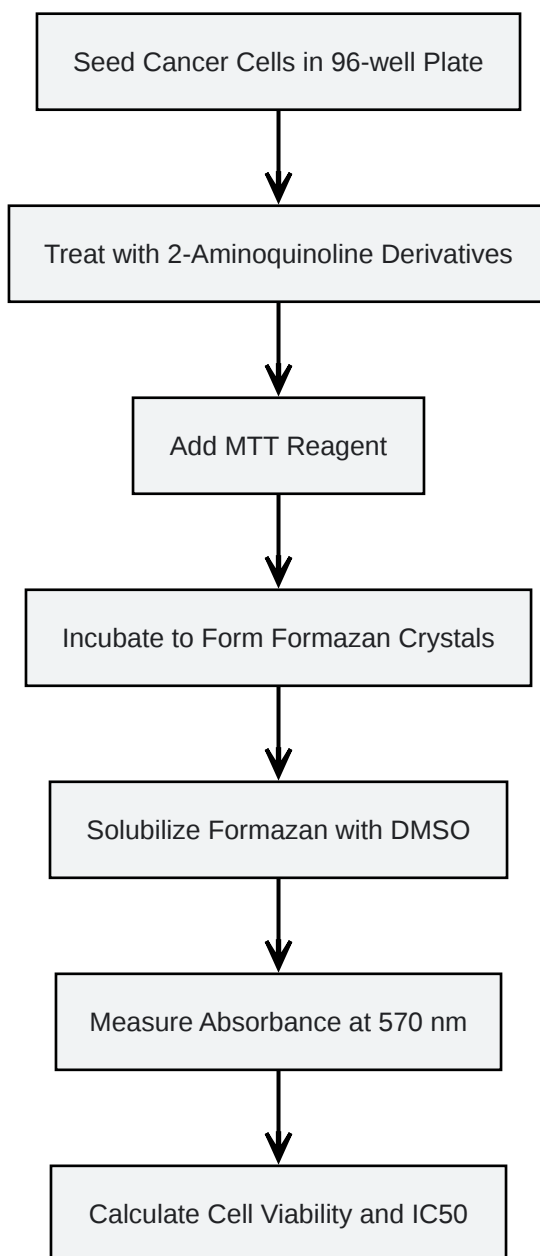 Seed Cancer Cells in 96-well Plate
Treat with 2-Aminoquinoline Derivatives
Add MTT Reagent
Incubate to Form Formazan Crystals
Solubilize Formazan with DMSO
Measure Absorbance at 570 nm
Calculate Cell Viability and IC50